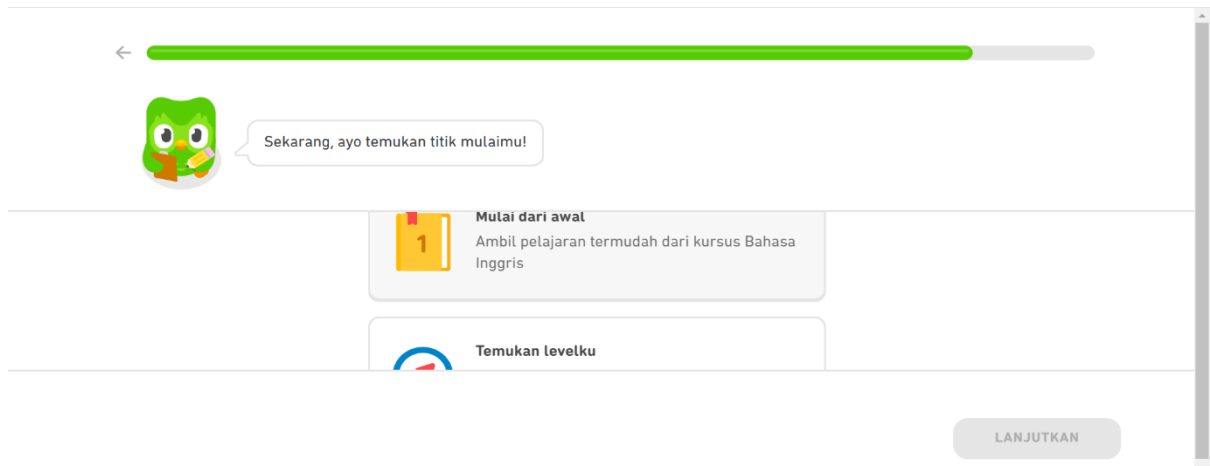 Sekarang, ayo temukan titik mulaimu!
Mulai dari awal
1
Ambil pelajaran termudah dari kursus Bahasa
Inggris
Temukan levelku
LANJUTKAN